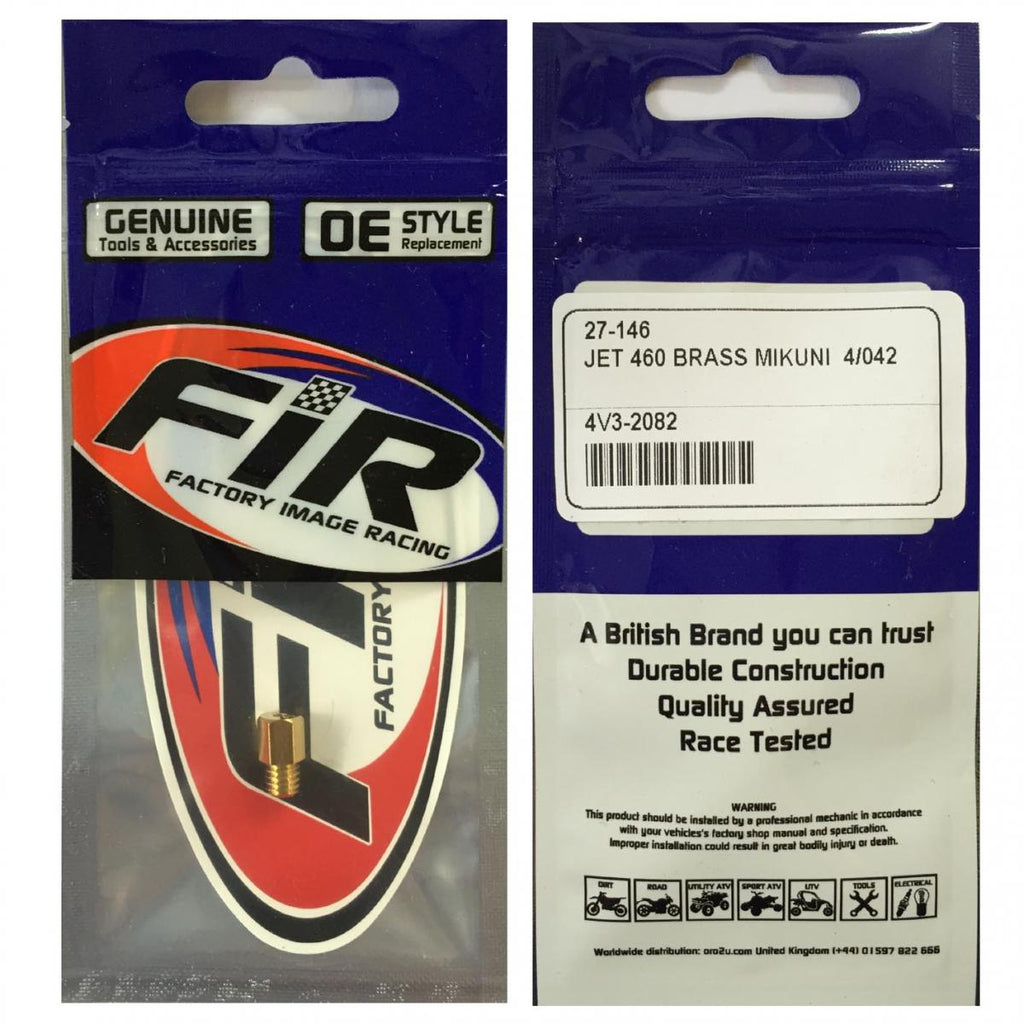 GENUINE
Tools & Accessories
OE STYLE
Replacement
FiR
FACTORY IMAGE RACING
FACTORY
27-146
JET 460 BRASS MIKUNI 4/042
4V3-2082
A British Brand you can trust
Durable Construction
Quality Assured
Race Tested
WARNING
This product should be installed by a professional mechanic in accordance
with your vehicles's factory shop manual and specification.
Improper installation could result in great bodily injury or death.
DIRT ROAD UTILITY ATV SPORT ATV UTV TOOLS ELECTRICAL
Worldwide distribution: oro2u.com United Kingdom (+44) 01597 822 666